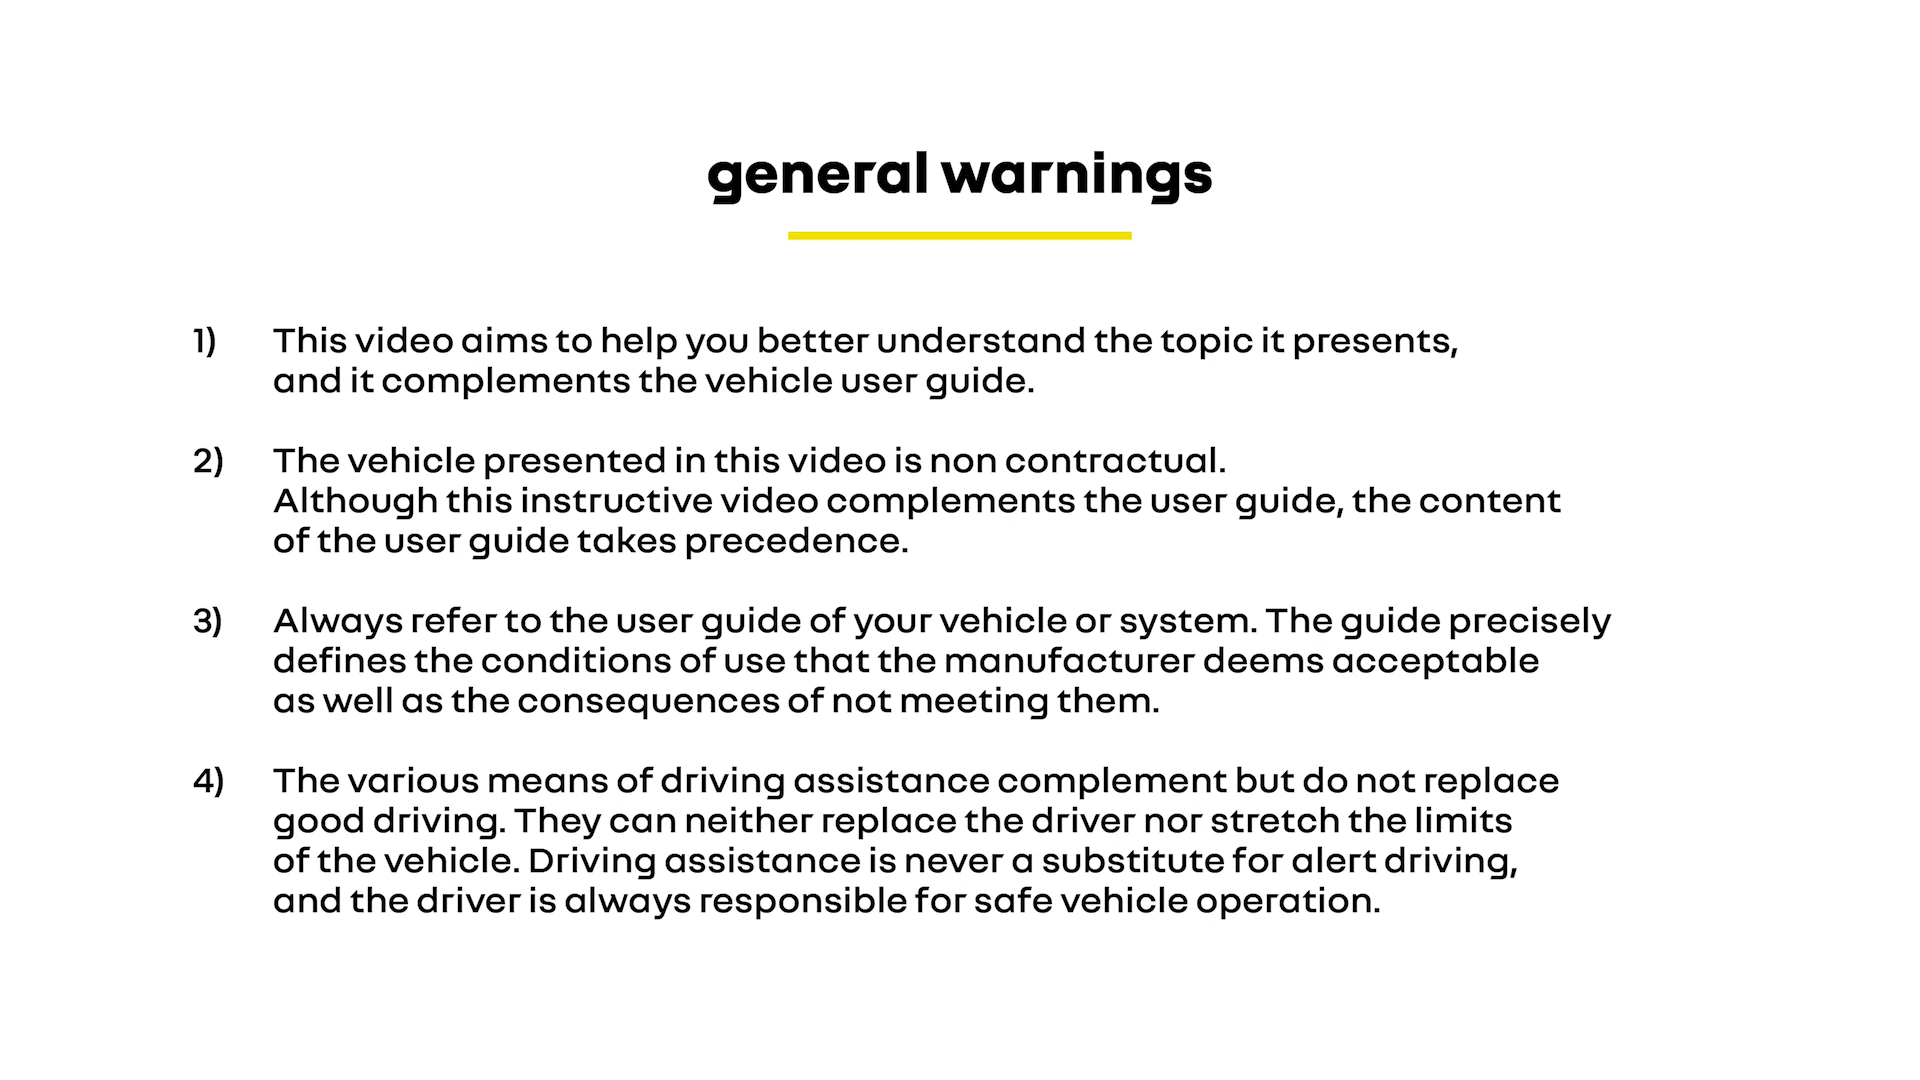 general warnings
1) This video aims to help you better understand the topic it presents,
and it complements the vehicle user guide.
2) The vehicle presented in this video is non contractual.
Although this instructive video complements the user guide, the content
of the user guide takes precedence.
3) Always refer to the user guide of your vehicle or system. The guide precisely
defines the conditions of use that the manufacturer deems acceptable
as well as the consequences of not meeting them.
4) The various means of driving assistance complement but do not replace
good driving. They can neither replace the driver nor stretch the limits
of the vehicle. Driving assistance is never a substitute for alert driving,
and the driver is always responsible for safe vehicle operation.